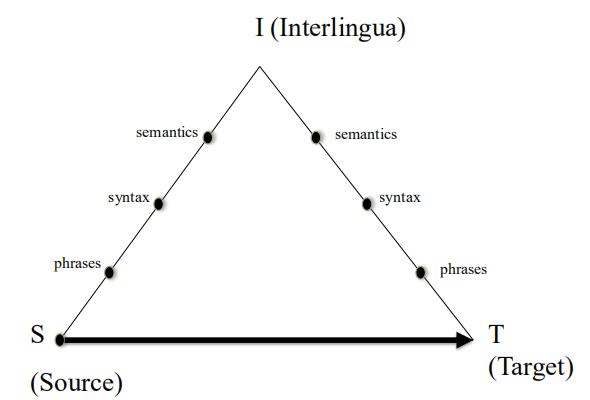 I (Interlingua)
semantics
semantics
syntax
syntax
phrases
phrases
S
T
(Source)
(Target)